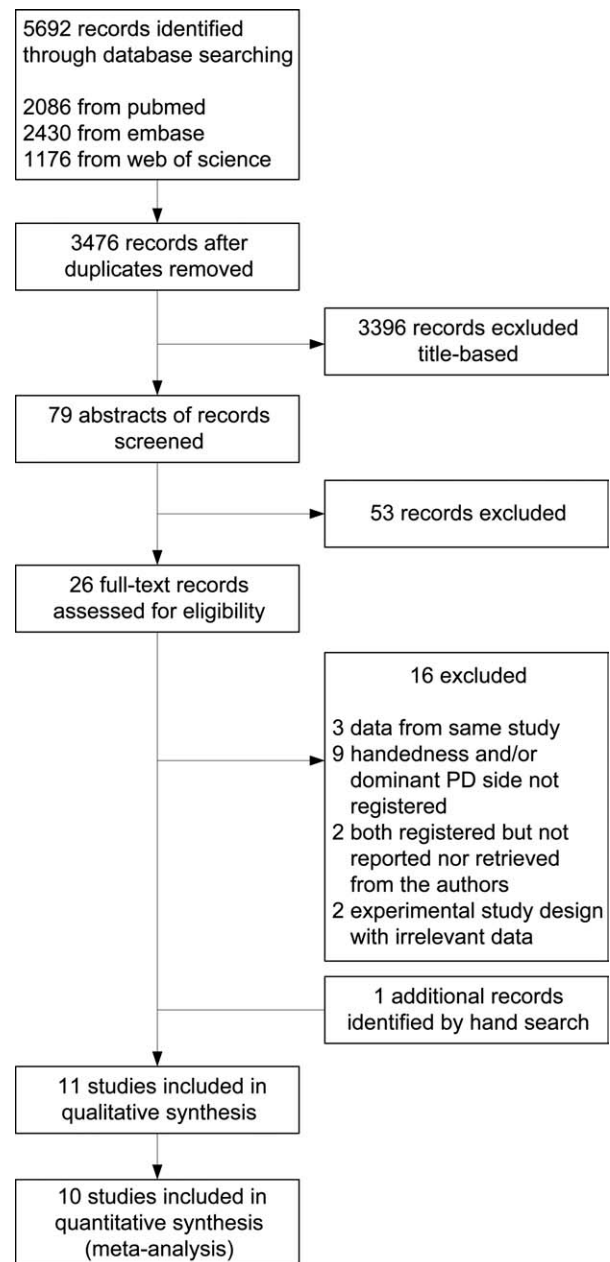 5692 records identified
through database searching
2086 from pubmed
2430 from embase
1176 from web of science
3476 records after
duplicates removed
3396 records ecxluded
title-based
79 abstracts of records
screened
53 records excluded
26 full-text records
assessed for eligibility
16 excluded
3 data from same study
9 handedness and/or
dominant PD side not
registered
2 both registered but not
reported nor retrieved
from the authors
2 experimental study design
with irrelevant data
1 additional records
identified by hand search
11 studies included in
qualitative synthesis
10 studies included in
quantitative synthesis
(meta-analysis)